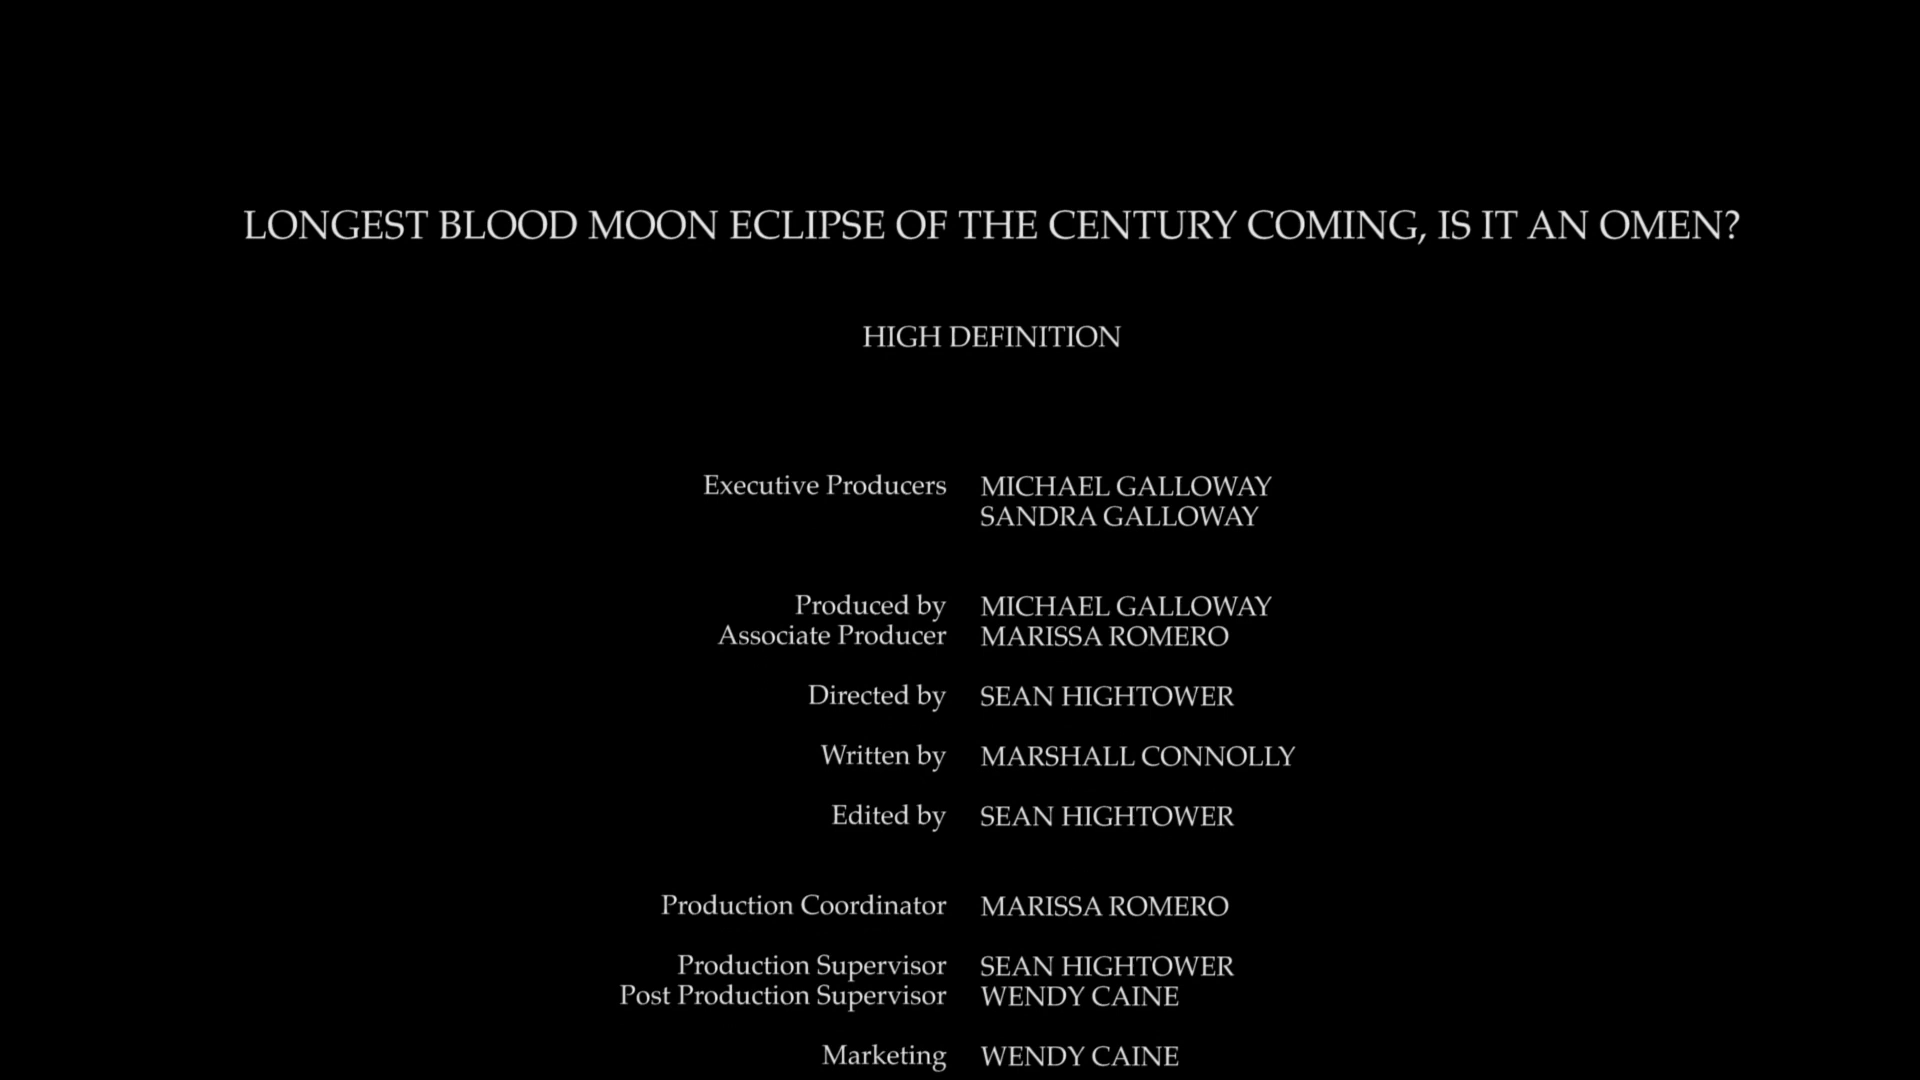 LONGEST BLOOD MOON ECLIPSE OF THE CENTURY COMING, IS IT AN OMEN?
HIGH DEFINITION
Executive Producers MICHAEL GALLOWAY
SANDRA GALLOWAY
Produced by MICHAEL GALLOWAY
Associate Producer MARISSA ROMERO
Directed by SEAN HIGHTOWER
Written by MARSHALL CONNOLLY
Edited by SEAN HIGHTOWER
Production Coordinator MARISSA ROMERO
Production Supervisor SEAN HIGHTOWER
Post Production Supervisor WENDY CAINE
Marketing WENDY CAINE